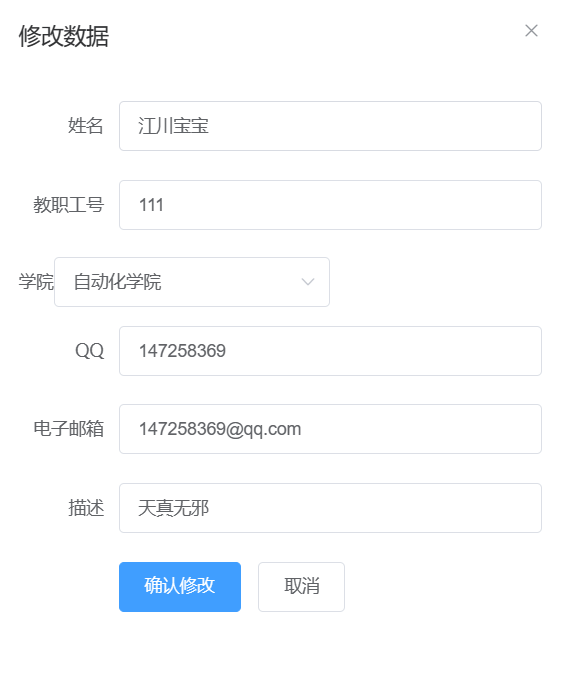 修改数据
姓名 江川宝宝
教职工号 111
学院 自动化学院
QQ 147258369
电子邮箱 147258369@qq.com
描述 天真无邪
确认修改 取消